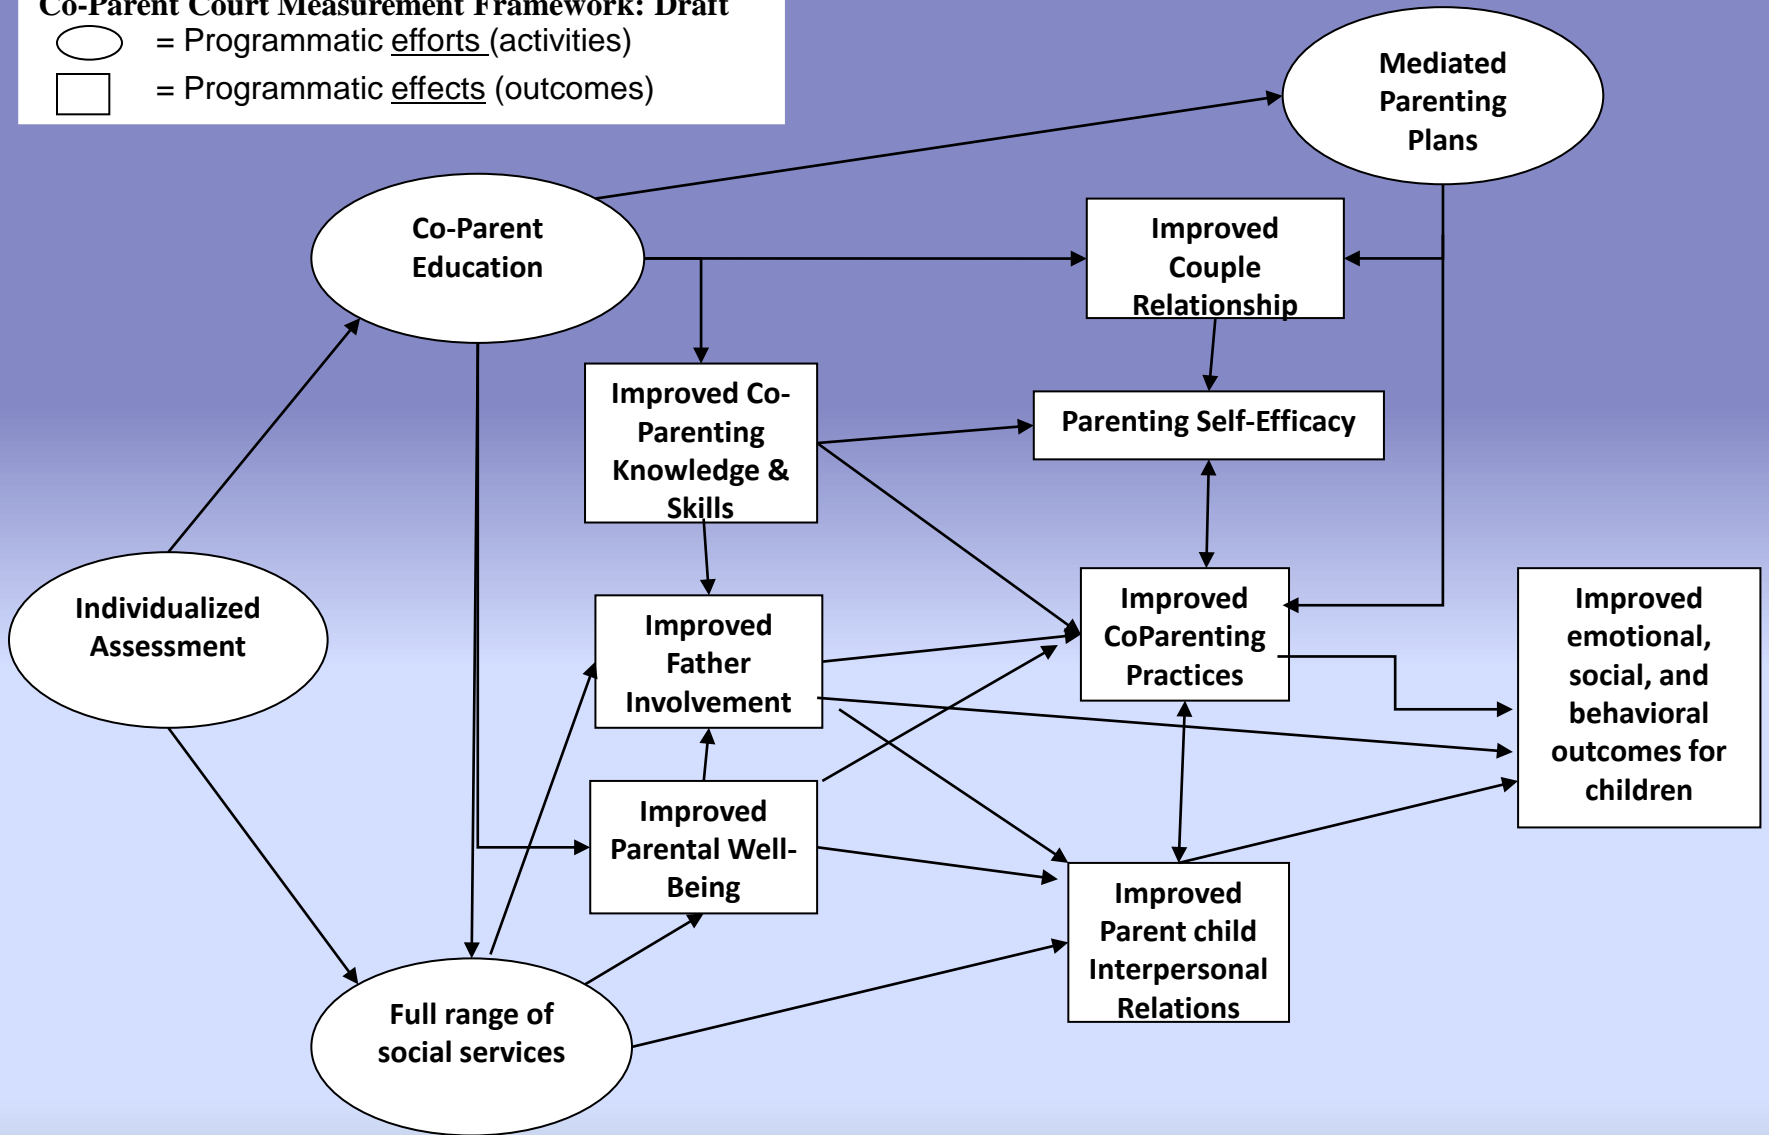 Co-Parent Court Measurement Framework: Draft
= Programmatic efforts (activities)
= Programmatic effects (outcomes)
Mediated
Parenting
Plans
Co-Parent
Education
Improved
Couple
Relationship
Improved Co-
Parenting
Knowledge &
Skills
Parenting Self-Efficacy
Individualized
Assessment
Improved
Father
Involvement
Improved
CoParenting
Practices
Improved
emotional,
social, and
behavioral
outcomes for
children
Improved
Parental Well-
Being
Improved
Parent child
Interpersonal
Relations
Full range of
social services